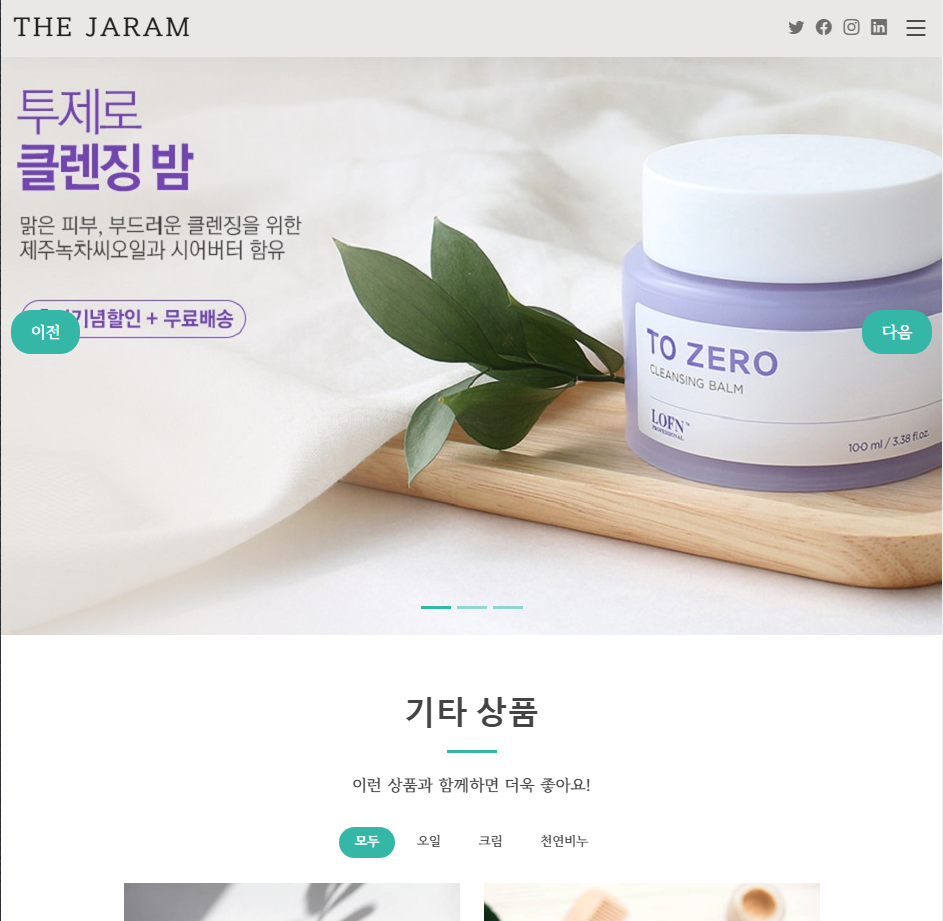 THE JARAM
투제로
클렌징 밤
맑은 피부, 부드러운 클렌징을 위한
제주녹차씨오일과 시어버터 함유
이전
기념할인 + 무료배송
다음
TO ZERO
CLEANSING BALM
LOFN™
PROFESSIONAL
100 ml / 3.38 fl.oz.
기타 상품
이런 상품과 함께하면 더욱 좋아요!
모두 오일 크림 천연비누